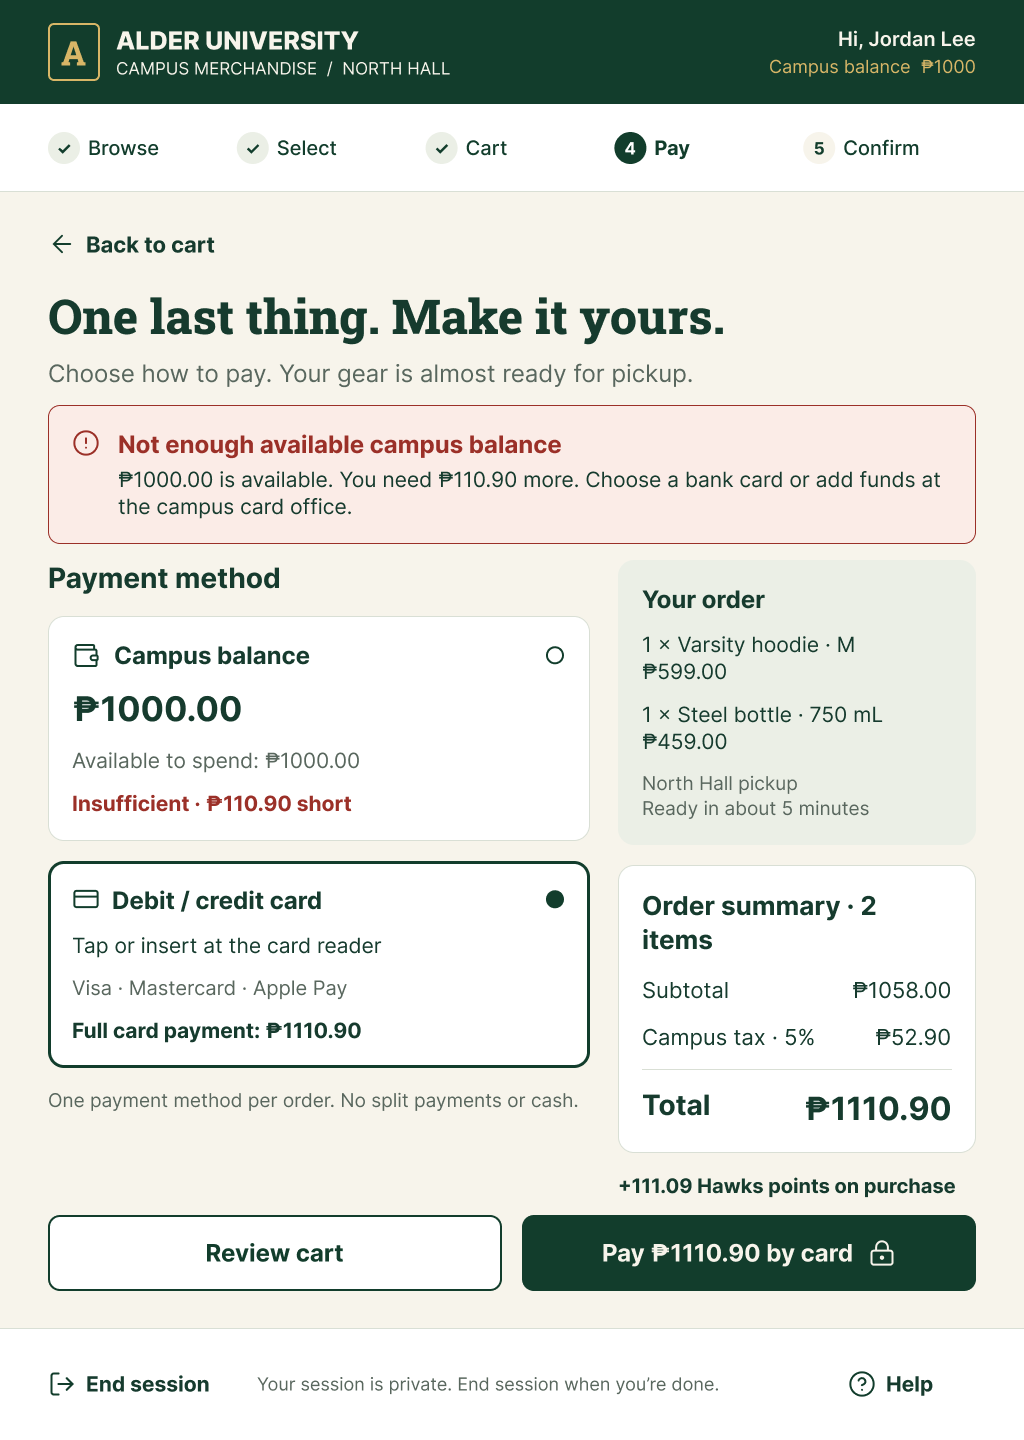 A
ALDER UNIVERSITY
CAMPUS MERCHANDISE / NORTH HALL
Hi, Jordan Lee
Campus balance ₱1000
Browse
Select
Cart
4 Pay
5 Confirm
Back to cart
One last thing. Make it yours.
Choose how to pay. Your gear is almost ready for pickup.
Not enough available campus balance
₱1000.00 is available. You need ₱110.90 more. Choose a bank card or add funds at
the campus card office.
Payment method
Campus balance
₱1000.00
Available to spend: ₱1000.00
Insufficient · ₱110.90 short
Debit / credit card
Tap or insert at the card reader
Visa · Mastercard · Apple Pay
Full card payment: ₱1110.90
One payment method per order. No split payments or cash.
Your order
1 × Varsity hoodie · M
₱599.00
1 × Steel bottle · 750 mL
₱459.00
North Hall pickup
Ready in about 5 minutes
Order summary · 2
items
Subtotal ₱1058.00
Campus tax · 5% ₱52.90
Total ₱1110.90
+111.09 Hawks points on purchase
Review cart
Pay ₱1110.90 by card
End session
Your session is private. End session when you’re done.
Help